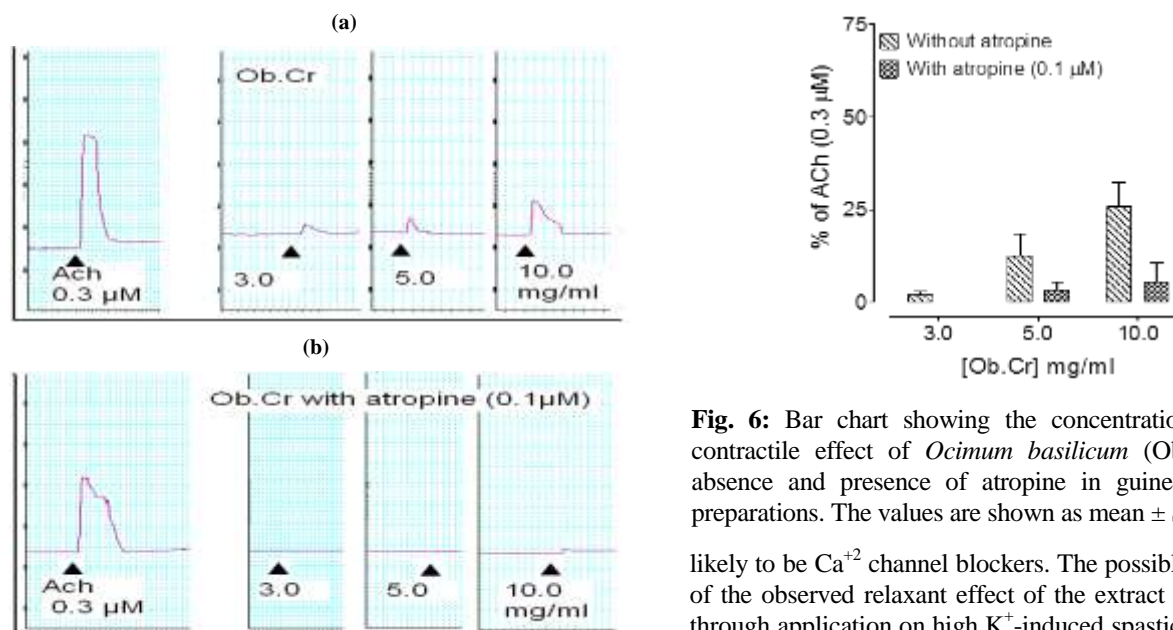 (a)
Ob.Cr
Ach
0.3 µM
3.0
5.0
10.0
mg/ml
(b)
Ob.Cr with atropine (0.1µM)
Ach
0.3 µM
3.0
5.0
10.0
mg/ml
75
50
25
0
% of ACh (0.3 µM)
Without atropine
With atropine (0.1 µM)
3.0 5.0 10.0
[Ob.Cr] mg/ml
Fig. 6: Bar chart showing the concentratio
contractile effect of Ocimum basilicum (Ob
absence and presence of atropine in guine
preparations. The values are shown as mean ±
likely to be Ca+2 channel blockers. The possibl
of the observed relaxant effect of the extract
through application on high K+-induced spastic